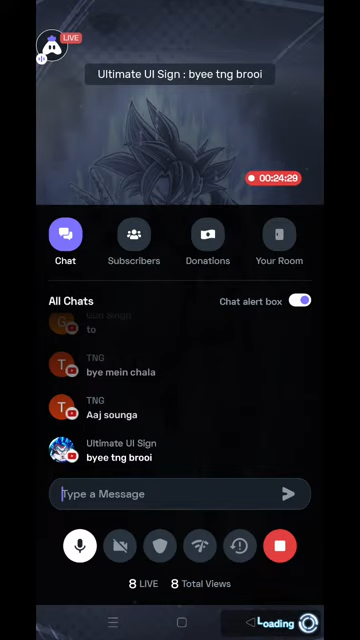 LIVE
Ultimate UI Sign : byee tng brooi
00:24:29
Chat
Subscribers
Donations
Your Room
All Chats
Chat alert box
to
T
TNG
bye mein chala
T
TNG
Aaj sounga
Ultimate UI Sign
byee tng brooi
Type a Message
8 LIVE
8 Total Views
Loading